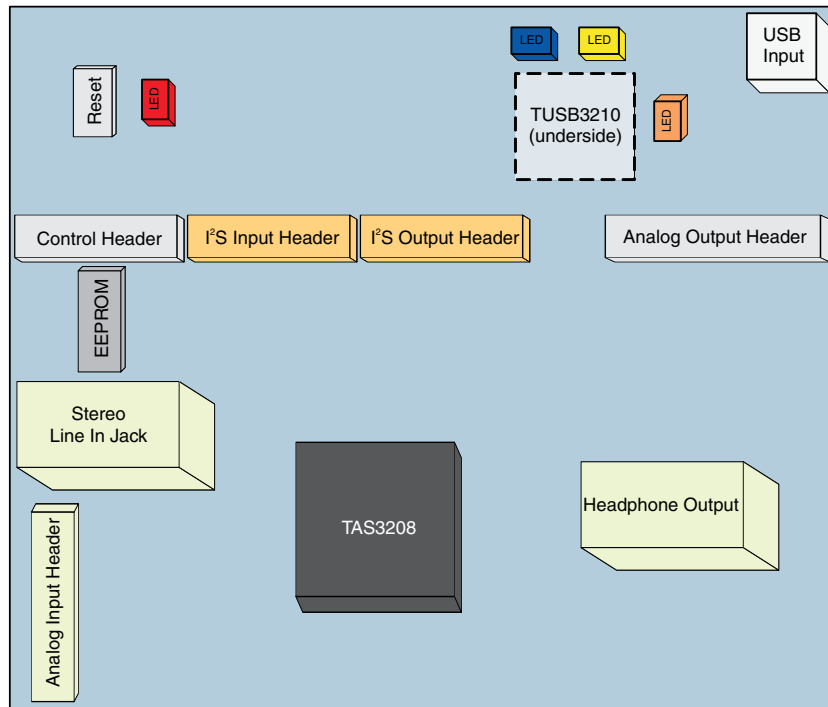 LED
LED
USB
Input
Reset
LED
TUSB3210
(underside)
LED
Control Header
I²S Input Header
I²S Output Header
Analog Output Header
EEPROM
Stereo
Line In Jack
TAS3208
Headphone Output
Analog Input Header